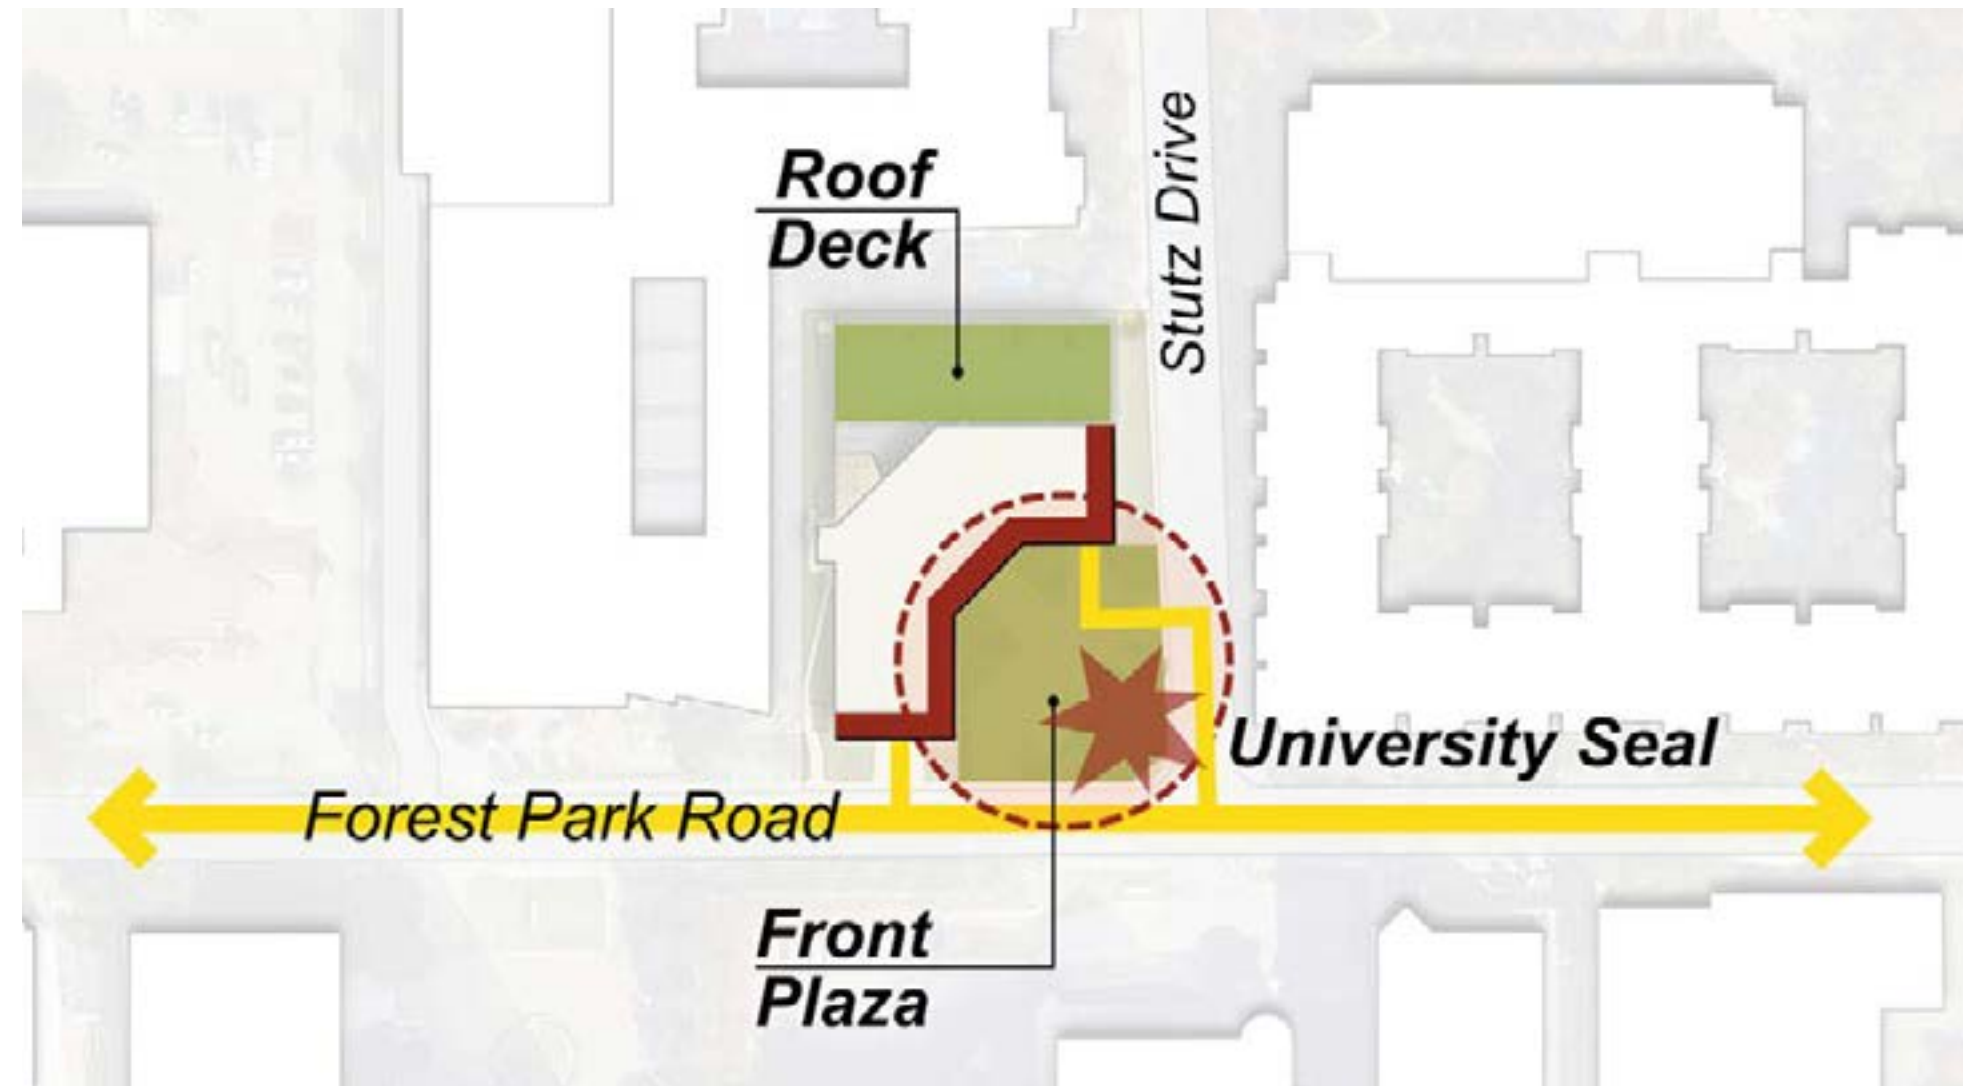 Roof
Deck
Stutz Drive
University Seal
Forest Park Road
Front
Plaza